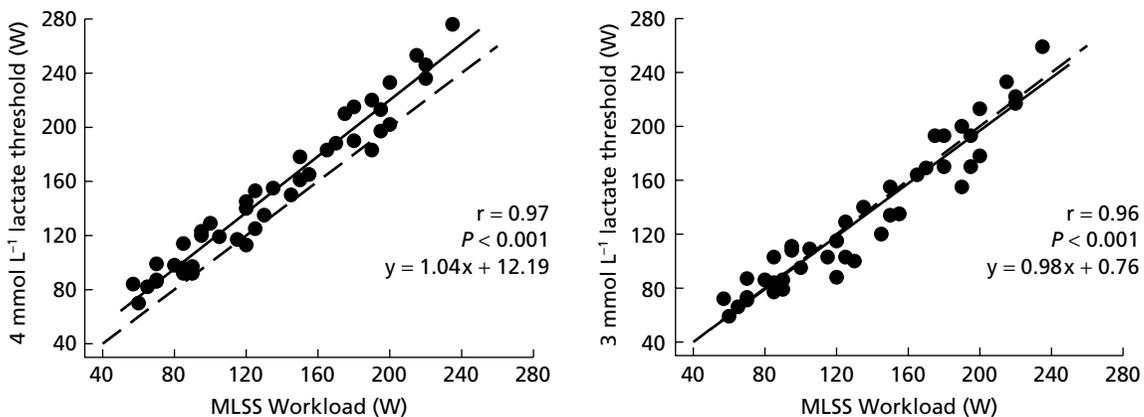 4 mmol L⁻¹ lactate threshold (W)
280
240
200
160
120
80
40
r = 0.97
P < 0.001
y = 1.04x + 12.19
40 80 120 160 200 240 280
MLSS Workload (W)
3 mmol L⁻¹ lactate threshold (W)
280
240
200
160
120
80
40
r = 0.96
P < 0.001
y = 0.98x + 0.76
40 80 120 160 200 240 280
MLSS Workload (W)